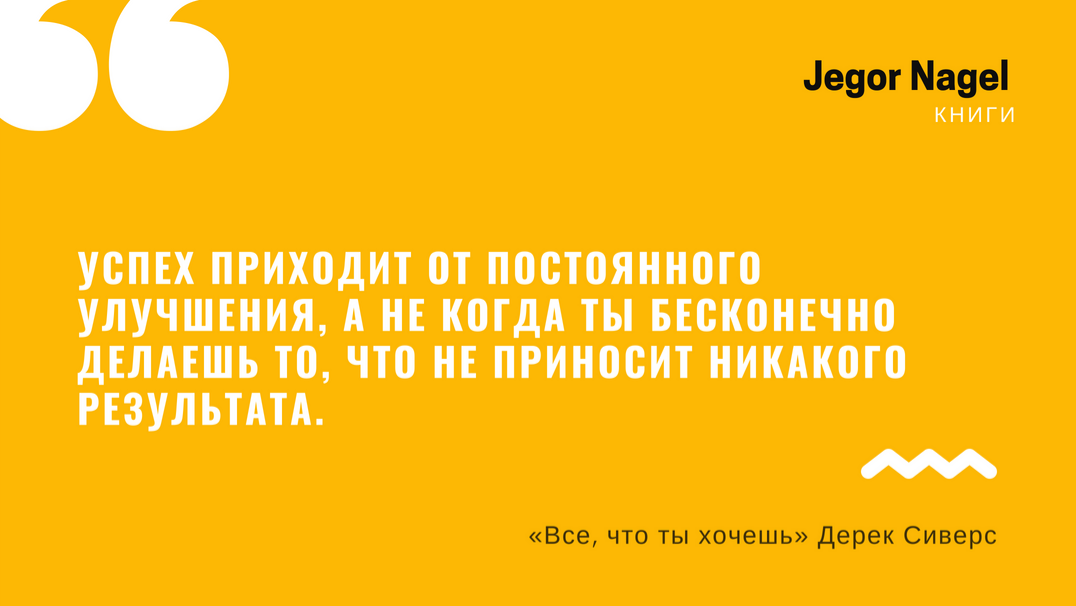 Jegor Nagel
КНИГИ
УСПЕХ ПРИХОДИТ ОТ ПОСТОЯННОГО
УЛУЧШЕНИЯ, А НЕ КОГДА ТЫ БЕСКОНЕЧНО
ДЕЛАЕШЬ ТО, ЧТО НЕ ПРИНОСИТ НИКАКОГО
РЕЗУЛЬТАТА.
«Все, что ты хочешь» Дерек Сиверс